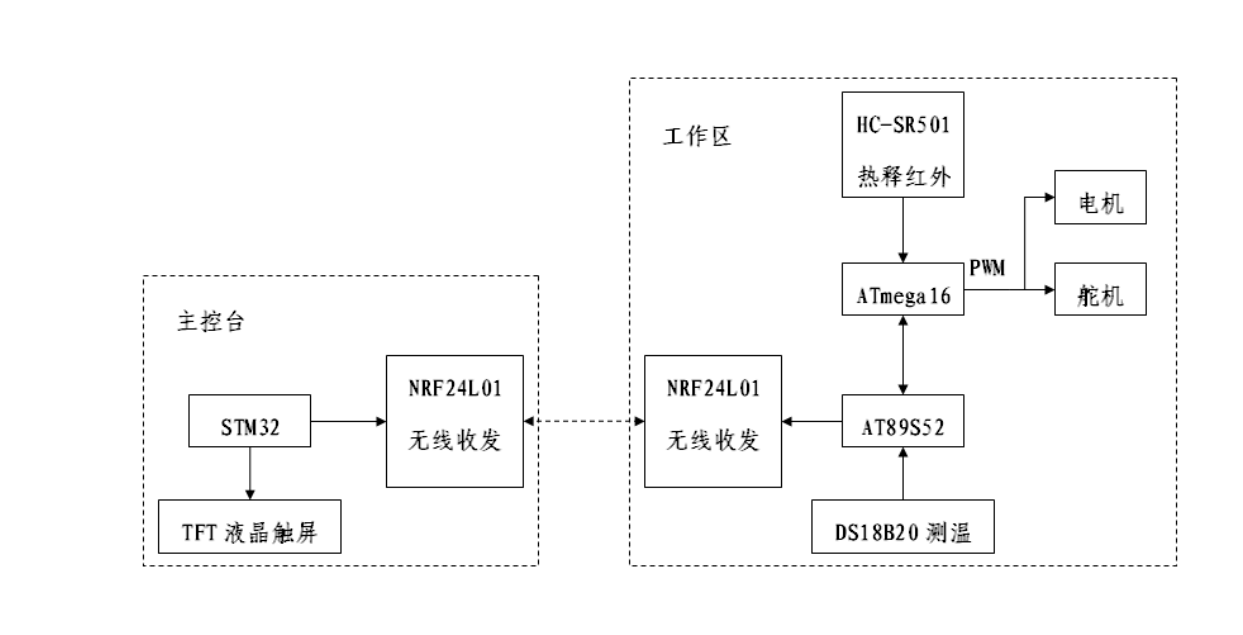 工作区
HC-SR501
热释红外
电机
PWM
ATmega16
舵机
主控台
NRF24L01
无线收发
NRF24L01
无线收发
STM32
AT89S52
TFT 液晶触屏
DS18B20 测温